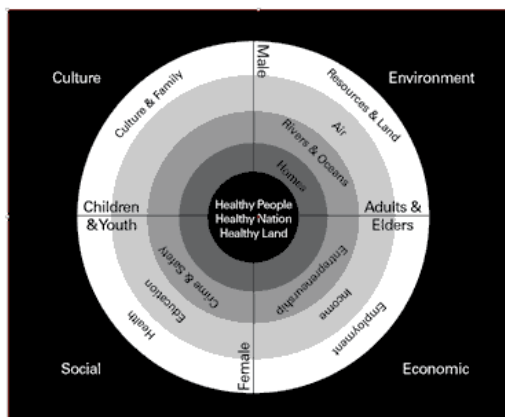 Culture
Environment
Male
Culture & Family
Resources & Land
Air
Rivers & Oceans
Homes
Healthy People
Healthy Nation
Healthy Land
Children
& Youth
Adults &
Elders
Crime & Safety
Education
Health
Entrepreneurship
Income
Employment
Female
Social
Economic